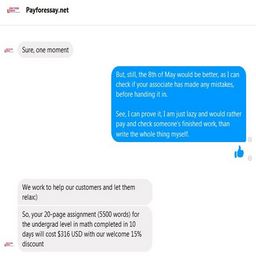 Payforessay.net
Sure, one moment
But, still, the 8th of May would be better, as I can
check if your associate has made any mistakes,
before handing it in.
See, I can prove it, I am just lazy and would rather
pay and check someone's finished work, than
write the whole thing myself.
We work to help our customers and let them
relax:)
So, your 20-page assignment (5500 words) for
the undergrad level in math completed in 10
days will cost $316 USD with our welcome 15%
discount